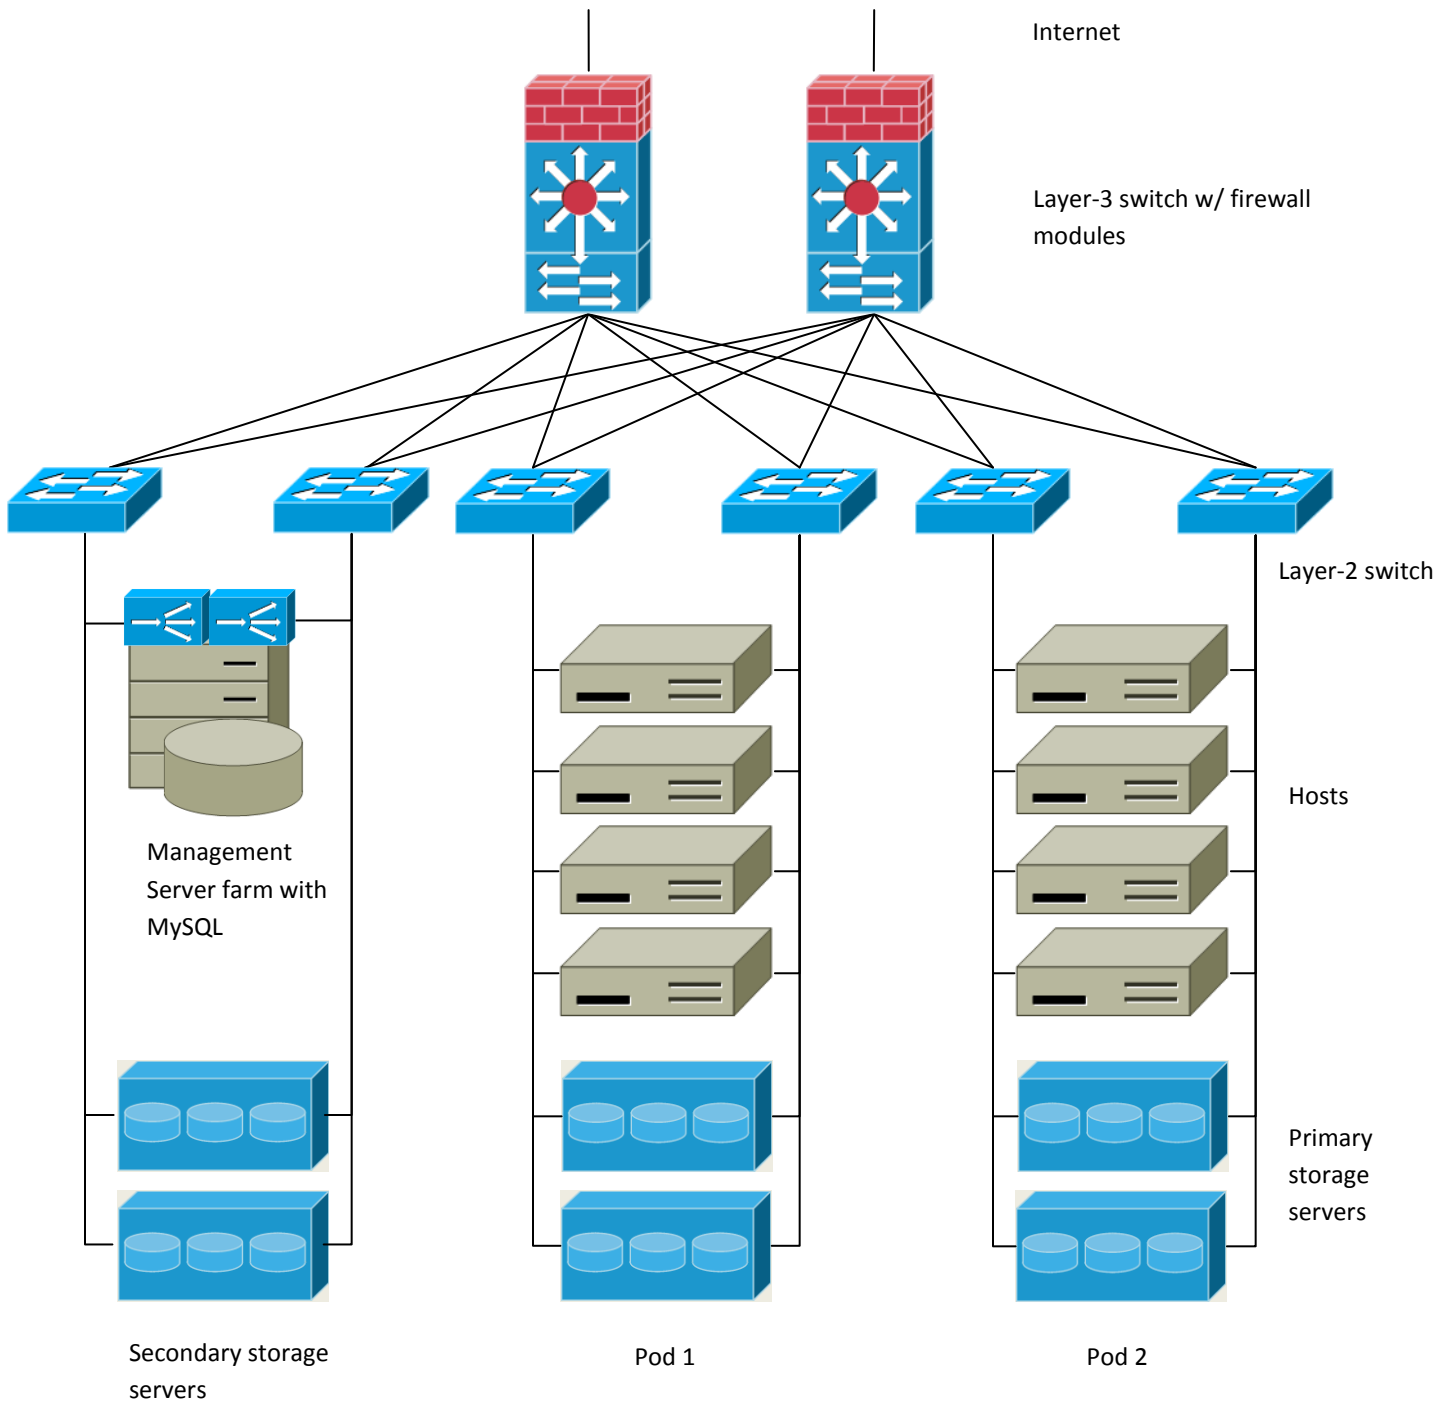 Internet
Layer-3 switch w/ firewall
modules
Layer-2 switch
Hosts
Management
Server farm with
MySQL
Primary
storage
servers
Secondary storage
servers
Pod 1
Pod 2